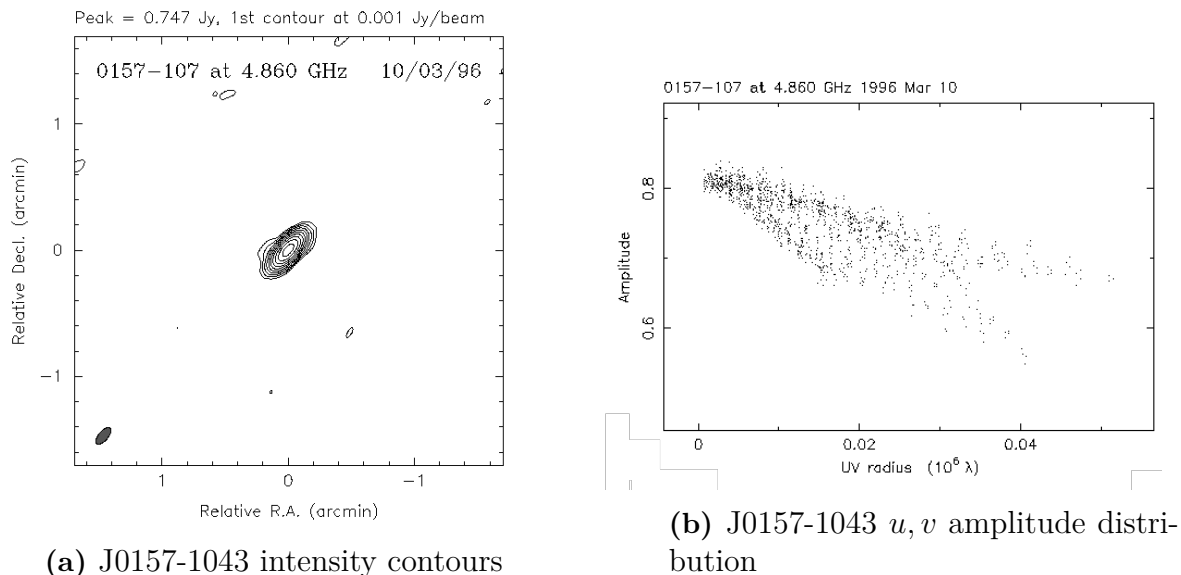 Peak = 0.747 Jy, 1st contour at 0.001 Jy/beam
0157-107 at 4.860 GHz 10/03/96
Relative Decl. (arcmin)
1
0
-1
1
0
-1
Relative R.A. (arcmin)
(a) J0157-1043 intensity contours
0157-107 at 4.860 GHz 1996 Mar 10
Amplitude
0.8
0.6
0
0.02
0.04
UV radius (10⁶ λ)
(b) J0157-1043 u, v amplitude distri-
bution